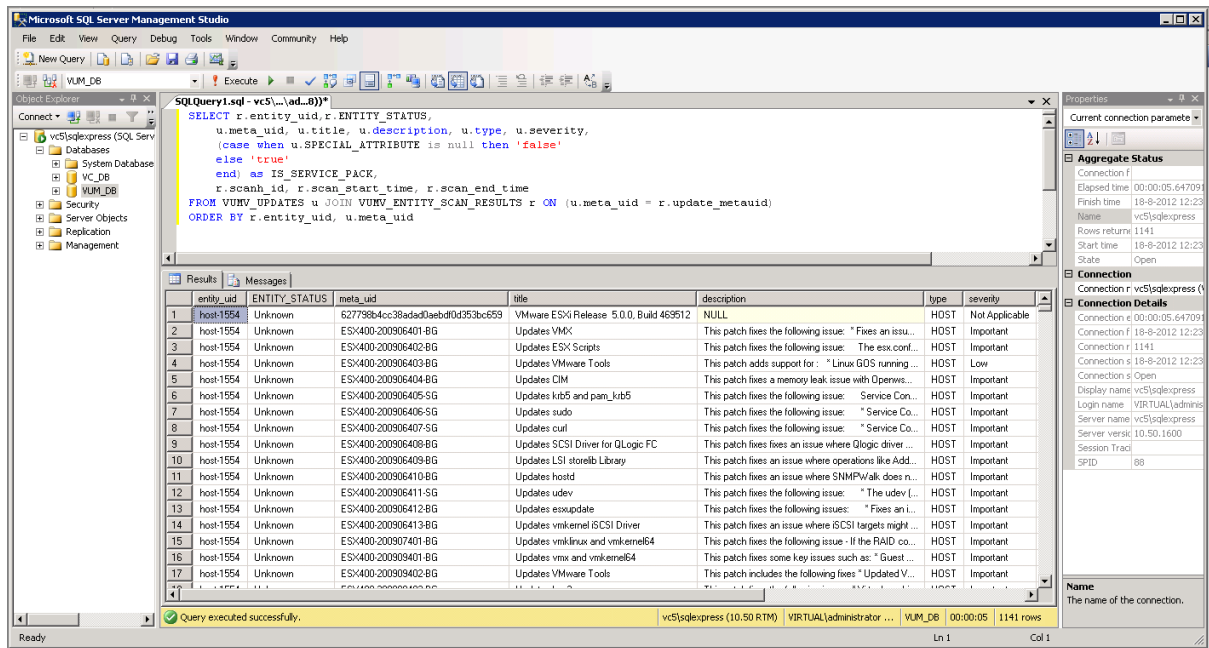 Microsoft SQL Server Management Studio
File Edit View Query Debug Tools Window Community Help
New Query
VUM_DB Execute
Object Explorer
Connect
vc5\sqlexpress (SQL Serv
Databases
System Database
VC_DB
VUM_DB
Security
Server Objects
Replication
Management
SQLQuery1.sql - vc5\...\ad...8))*
SELECT r.entity_uid,r.ENTITY_STATUS,
u.meta_uid, u.title, u.description, u.type, u.severity,
(case when u.SPECIAL_ATTRIBUTE is null then 'false'
else 'true'
end) as IS_SERVICE_PACK,
r.scanh_id, r.scan_start_time, r.scan_end_time
FROM VUMV_UPDATES u JOIN VUMV_ENTITY_SCAN_RESULTS r ON (u.meta_uid = r.update_metauid)
ORDER BY r.entity_uid, u.meta_uid
Results Messages
entity_uid ENTITY_STATUS meta_uid title description type severity
1 host-1554 Unknown 627798b4cc38adad0aebdf0d353bc659 VMware ESXi Release 5.0.0, Build 469512 NULL HOST Not Applicable
2 host-1554 Unknown ESX400-200906401-BG Updates VMX This patch fixes the following issue: * Fixes an issu... HOST Important
3 host-1554 Unknown ESX400-200906402-BG Updates ESX Scripts This patch fixes the following issue: The esx.conf... HOST Important
4 host-1554 Unknown ESX400-200906403-BG Updates VMware Tools This patch adds support for : * Linux GOS running ... HOST Low
5 host-1554 Unknown ESX400-200906404-BG Updates CIM This patch fixes a memory leak issue with Openws... HOST Important
6 host-1554 Unknown ESX400-200906405-SG Updates krb5 and pam_krb5 This patch fixes the following issue: Service Con... HOST Important
7 host-1554 Unknown ESX400-200906406-SG Updates sudo This patch fixes the following issue: * Service Co... HOST Important
8 host-1554 Unknown ESX400-200906407-SG Updates curl This patch fixes the following issue: * Service Co... HOST Important
9 host-1554 Unknown ESX400-200906408-BG Updates SCSI Driver for QLogic FC This patch fixes fixes an issue where Qlogic driver ... HOST Important
10 host-1554 Unknown ESX400-200906409-BG Updates LSI storelib Library This patch fixes an issue where operations like Add... HOST Important
11 host-1554 Unknown ESX400-200906410-BG Updates hostd This patch fixes an issue where SNMPWalk does n... HOST Important
12 host-1554 Unknown ESX400-200906411-SG Updates udev This patch fixes the following issue: * The udev (... HOST Important
13 host-1554 Unknown ESX400-200906412-BG Updates esxupdate This patch fixes the following issues: * Fixes an i... HOST Important
14 host-1554 Unknown ESX400-200906413-BG Updates vmkernel iSCSI Driver This patch fixes an issue where iSCSI targets might ... HOST Important
15 host-1554 Unknown ESX400-200907401-BG Updates vmklinux and vmkernel64 This patch fixes the following issue - If the RAID co... HOST Important
16 host-1554 Unknown ESX400-200909401-BG Updates vmx and vmkernel64 This patch fixes some key issues such as: * Guest ... HOST Important
17 host-1554 Unknown ESX400-200909402-BG Updates VMware Tools This patch includes the following fixes * Updated V... HOST Important
Query executed successfully. vc5\sqlexpress (10.50 RTM) VIRTUAL\administrator ... VUM_DB 00:00:05 1141 rows
Properties
Current connection paramete
Aggregate Status
Connection f
Elapsed time 00:00:05.647091
Finish time 18-8-2012 12:23
Name vc5\sqlexpress
Rows returne 1141
Start time 18-8-2012 12:23
State Open
Connection
Connection n vc5\sqlexpress (V
Connection Details
Connection e 00:00:05.647091
Connection f 18-8-2012 12:23
Connection r 1141
Connection s 18-8-2012 12:23
Connection s Open
Display name vc5\sqlexpress
Login name VIRTUAL\adminis
Server name vc5\sqlexpress
Server versic 10.50.1600
Session Traci
SPID 88
Name
The name of the connection.
Ready Ln 1 Col 1